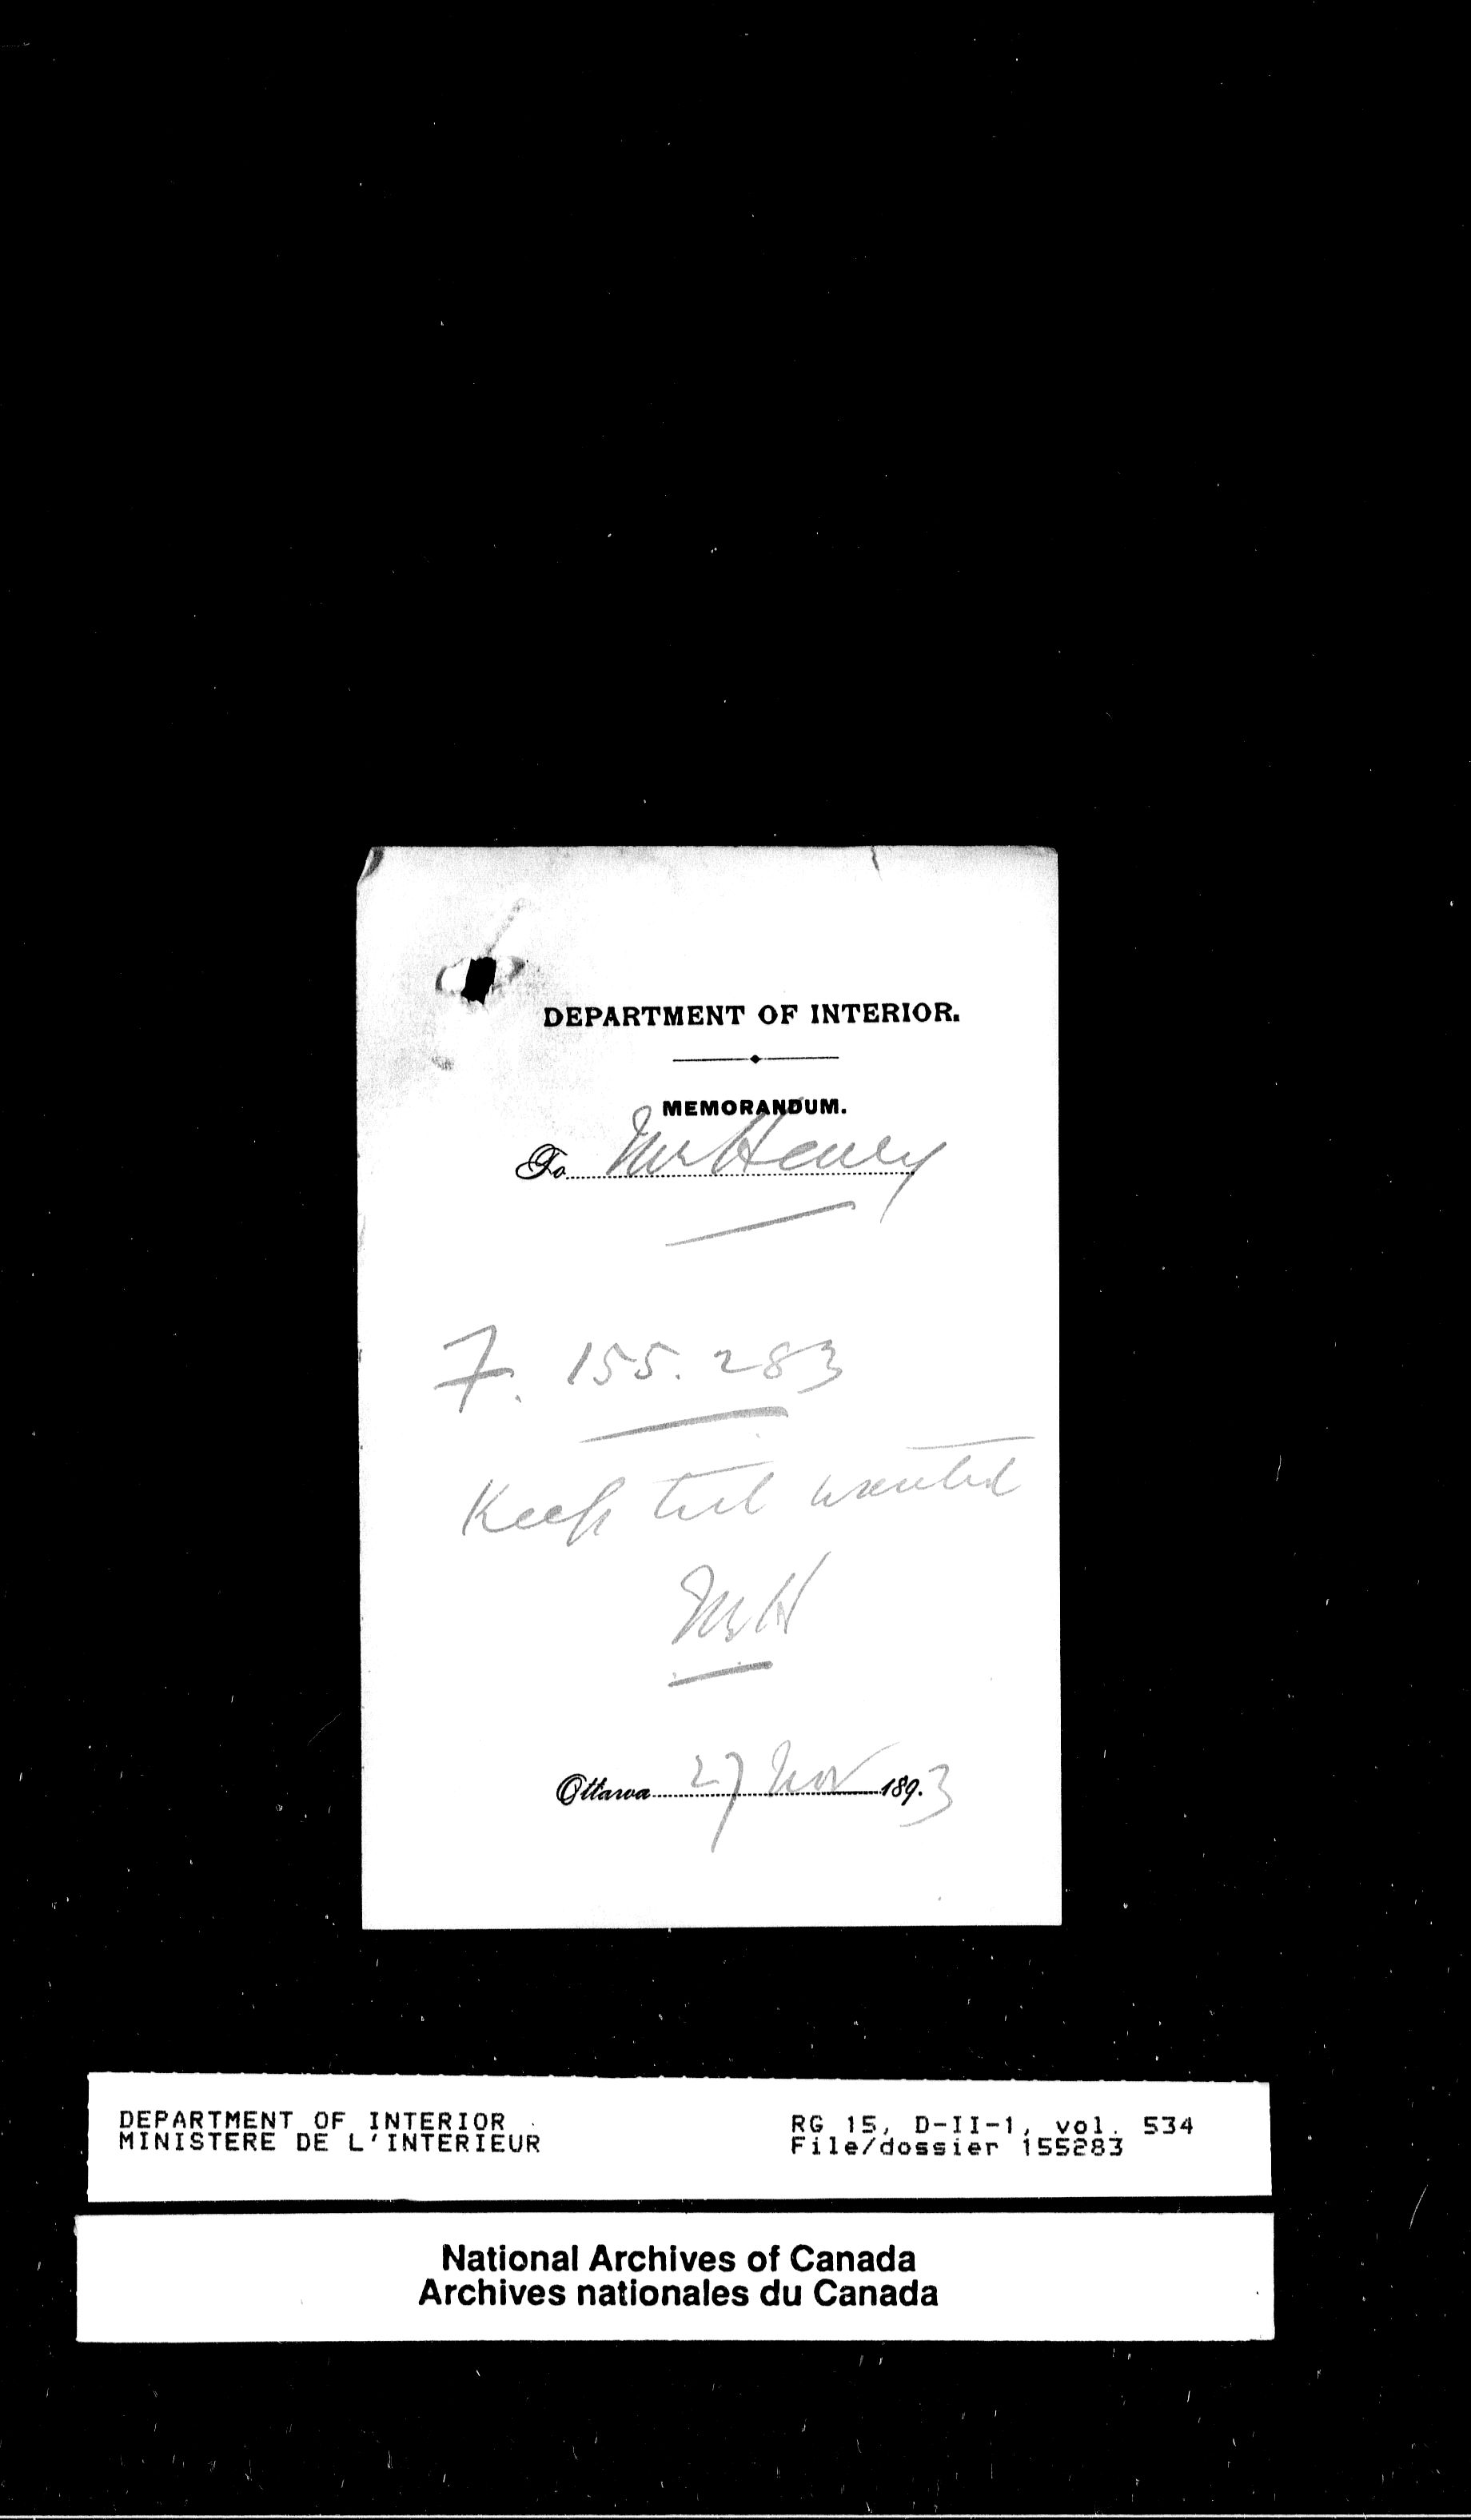 DEPARTMENT OF INTERIOR.
MEMORANDUM.
To Mr Henry
F. 155.283
Keep till wanted
Ottawa 27 Nov 1893
DEPARTMENT OF INTERIOR
MINISTERE DE L'INTERIEUR
RG 15, D-II-1, vol. 534
File/dossier 155283
National Archives of Canada
Archives nationales du Canada